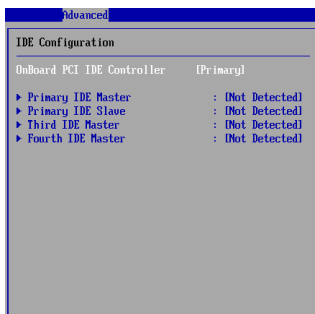 Advanced
IDE Configuration
OnBoard PCI IDE Controller [Primary]
Primary IDE Master : [Not Detected]
Primary IDE Slave : [Not Detected]
Third IDE Master : [Not Detected]
Fourth IDE Master : [Not Detected]